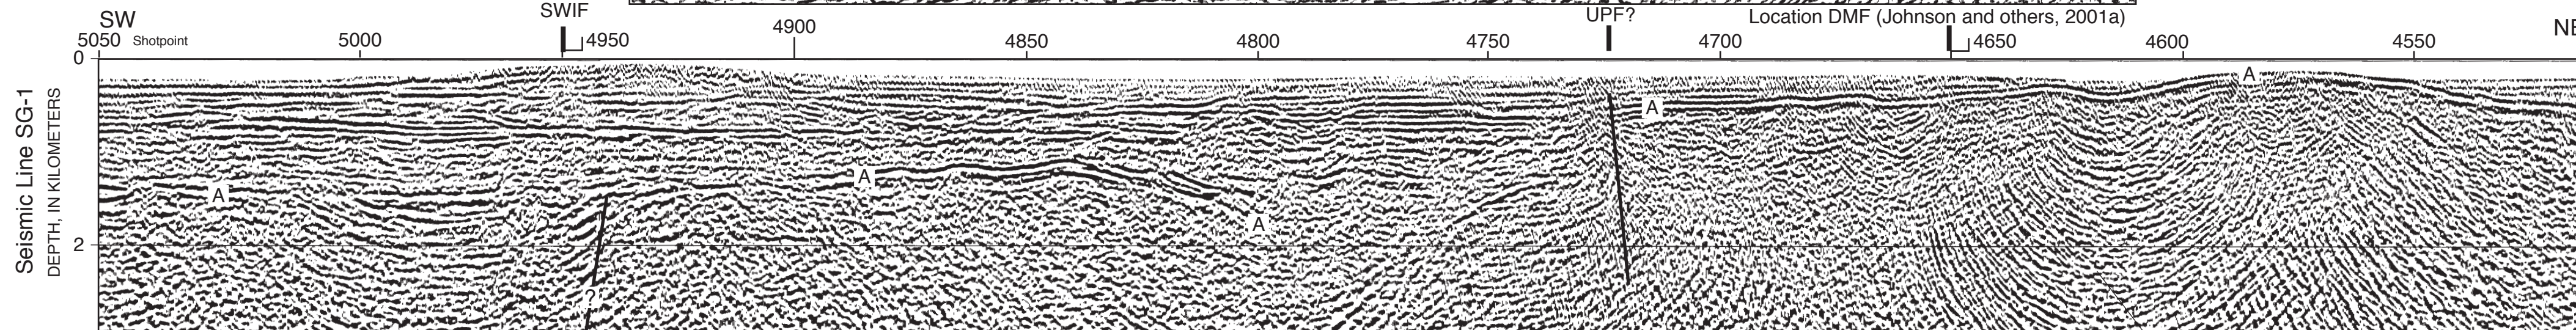 SW
SWIF
UPF?
Location DMF (Johnson and others, 2001a)
NE
5050 Shotpoint 5000 4950 4900 4850 4800 4750 4700 4650 4600 4550
0
2
Seismic Line SG-1
DEPTH, IN KILOMETERS
A
A
A
A
A
?